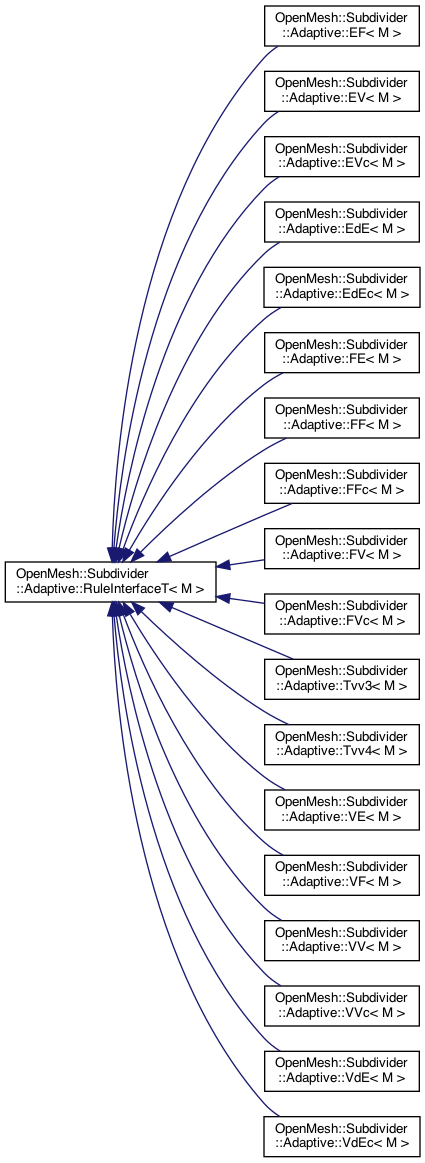 OpenMesh::Subdivider
::Adaptive::EF< M >
OpenMesh::Subdivider
::Adaptive::EV< M >
OpenMesh::Subdivider
::Adaptive::EVc< M >
OpenMesh::Subdivider
::Adaptive::EdE< M >
OpenMesh::Subdivider
::Adaptive::EdEc< M >
OpenMesh::Subdivider
::Adaptive::FE< M >
OpenMesh::Subdivider
::Adaptive::FF< M >
OpenMesh::Subdivider
::Adaptive::FFc< M >
OpenMesh::Subdivider
::Adaptive::FV< M >
OpenMesh::Subdivider
::Adaptive::RuleInterfaceT< M >
OpenMesh::Subdivider
::Adaptive::FVc< M >
OpenMesh::Subdivider
::Adaptive::Tvv3< M >
OpenMesh::Subdivider
::Adaptive::Tvv4< M >
OpenMesh::Subdivider
::Adaptive::VE< M >
OpenMesh::Subdivider
::Adaptive::VF< M >
OpenMesh::Subdivider
::Adaptive::VV< M >
OpenMesh::Subdivider
::Adaptive::VVc< M >
OpenMesh::Subdivider
::Adaptive::VdE< M >
OpenMesh::Subdivider
::Adaptive::VdEc< M >